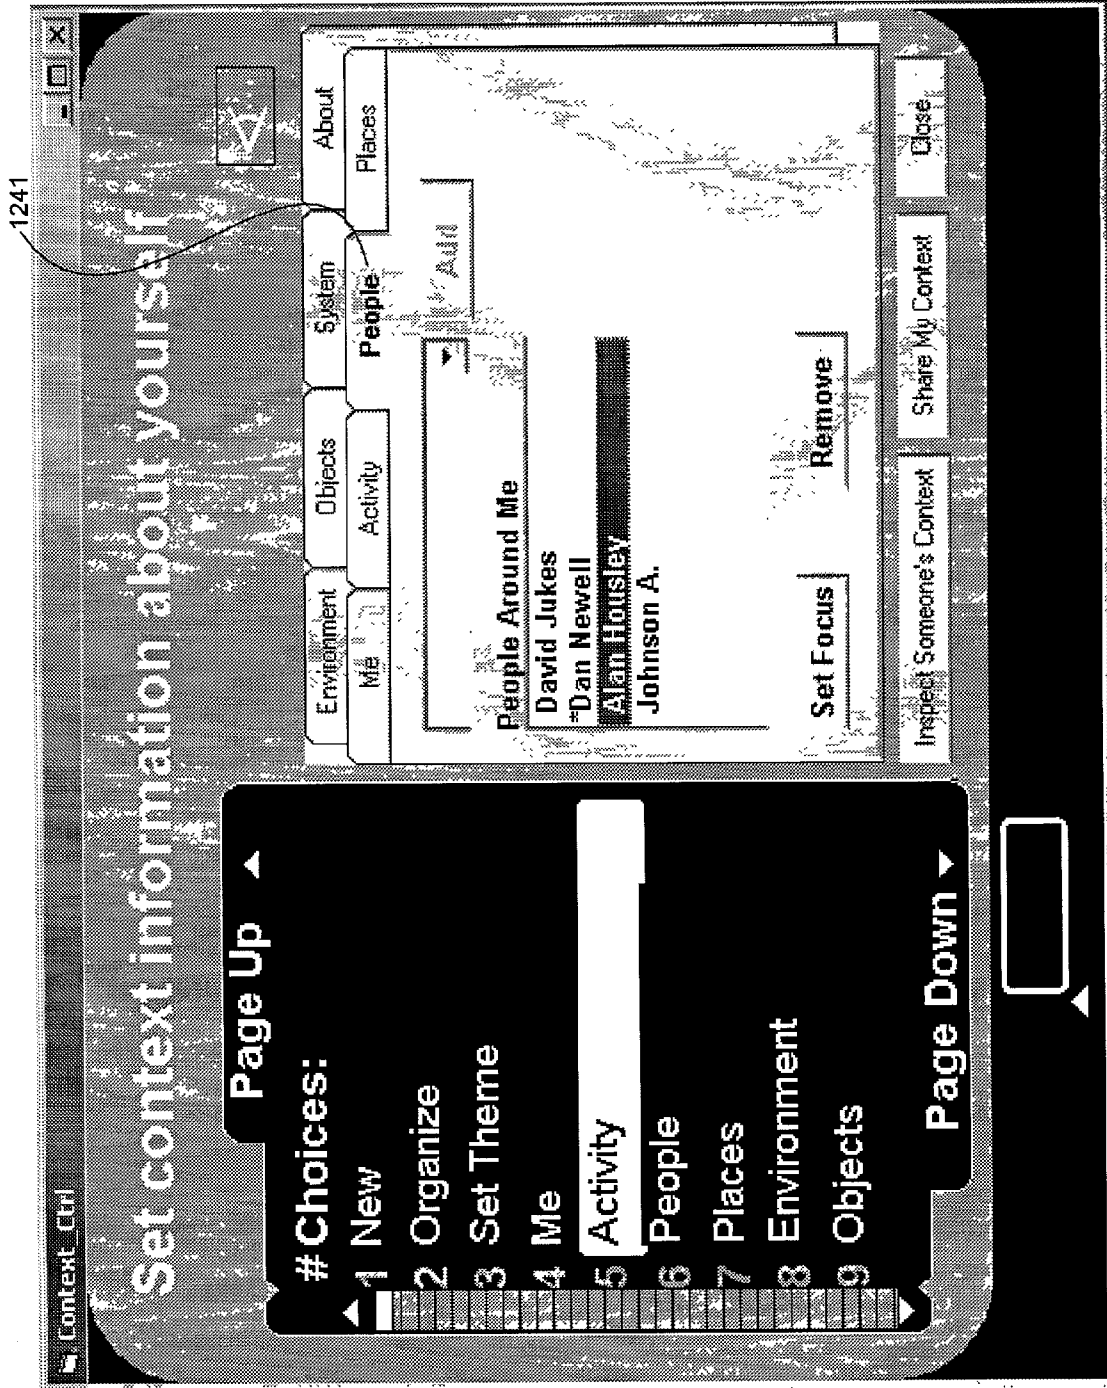 1241
Context Ctrl
Set context information about yourself
Page Up
# Choices:
1 New
2 Organize
3 Set Theme
4 Me
5 Activity
6 People
7 Places
8 Environment
9 Objects
Page Down
Environment Objects System About
Me Activity People Places
Add
People Around Me
David Jukes
*Dan Newell
Alan Housley
Johnson A.
Set Focus Remove
Inspect Someone's Context Share My Context Close